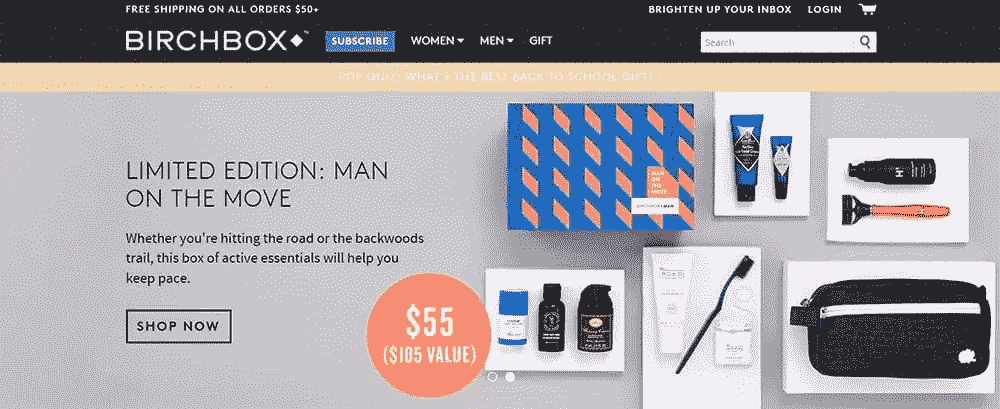 FREE SHIPPING ON ALL ORDERS $50+
BRIGHTEN UP YOUR INBOX LOGIN
BIRCHBOX
SUBSCRIBE WOMEN MEN GIFT
Search
POP QUIZ: WHAT'S THE BEST BACK TO SCHOOL GIFT?
LIMITED EDITION: MAN
ON THE MOVE
Whether you're hitting the road or the backwoods
trail, this box of active essentials will help you
keep pace.
SHOP NOW
$55
($105 VALUE)
MAN
ON
THE
MOVE
BIRCHBOX MAN
H